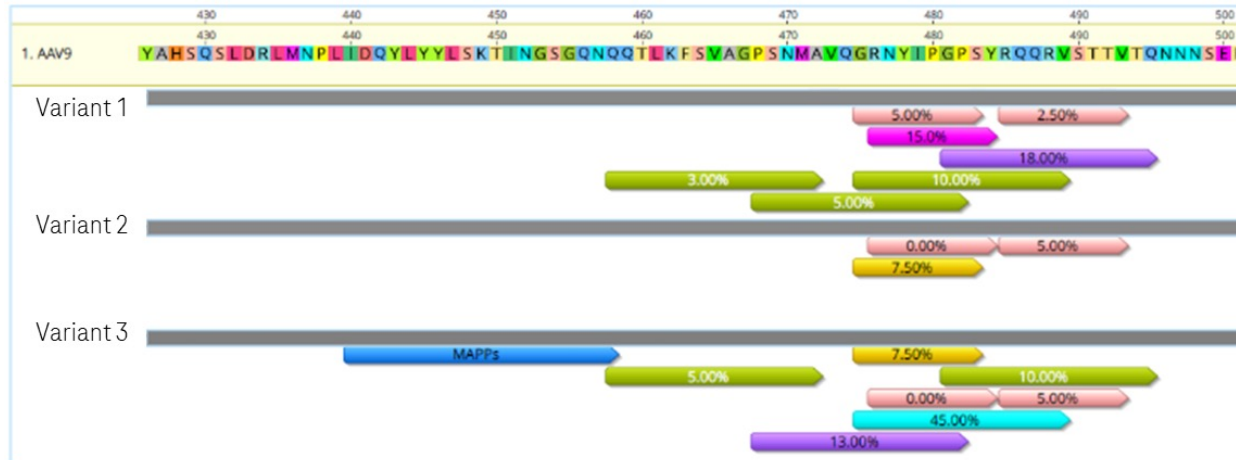 430 440 450 460 470 480 490 500
430 440 450 460 470 480 490 500
1. AAV9 YAHSQSLDRLMNPLIDQYLYYLSKTINGSGQNQQTLKFSVAGPSNMAVQGRNYIPGPSYRQQRVSTTVTQNNNSE
Variant 1
5.00% 2.50%
15.0%
18.00%
3.00% 10.00%
5.00%
Variant 2
0.00% 5.00%
7.50%
Variant 3
MAPPs 7.50%
5.00% 10.00%
0.00% 5.00%
45.00%
13.00%